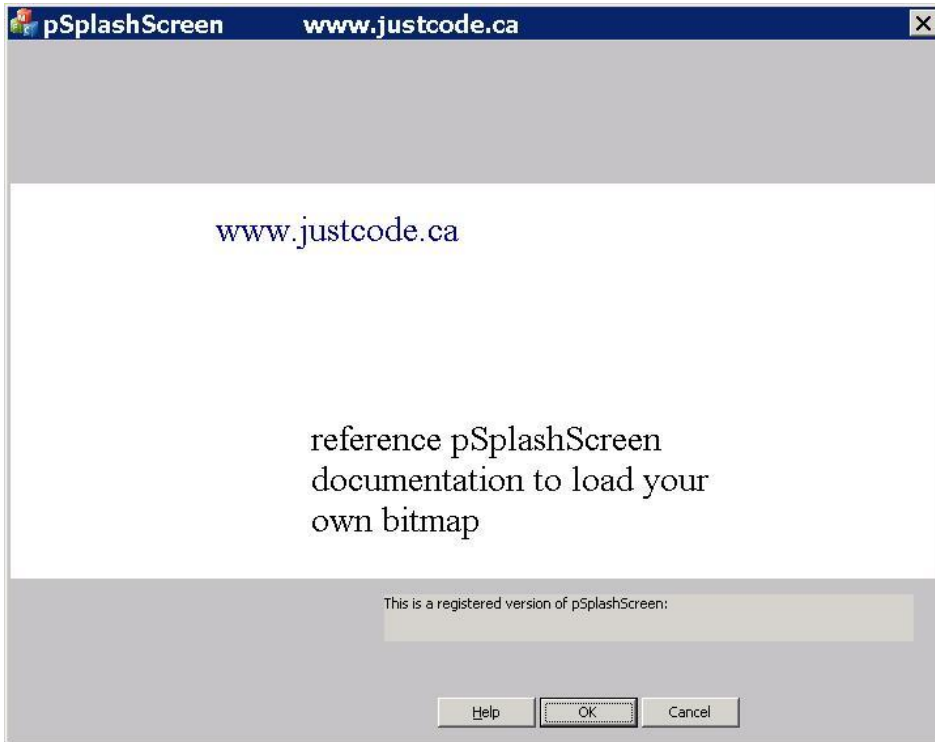 pSplashScreen www.justcode.ca
www.justcode.ca
reference pSplashScreen
documentation to load your
own bitmap
This is a registered version of pSplashScreen:
Help OK Cancel